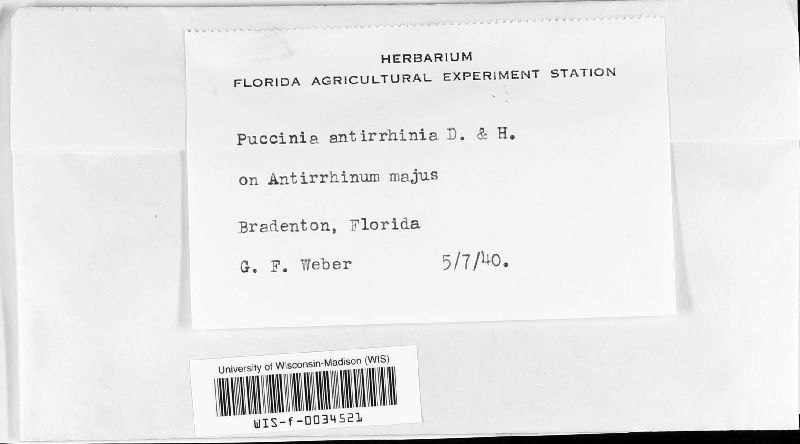 HERBARIUM
FLORIDA AGRICULTURAL EXPERIMENT STATION
Puccinia antirrhinia D. & H.
on Antirrhinum majus
Bradenton, Florida
G. F. Weber 5/7/40.
University of Wisconsin-Madison (WIS)
WIS-f-0034521